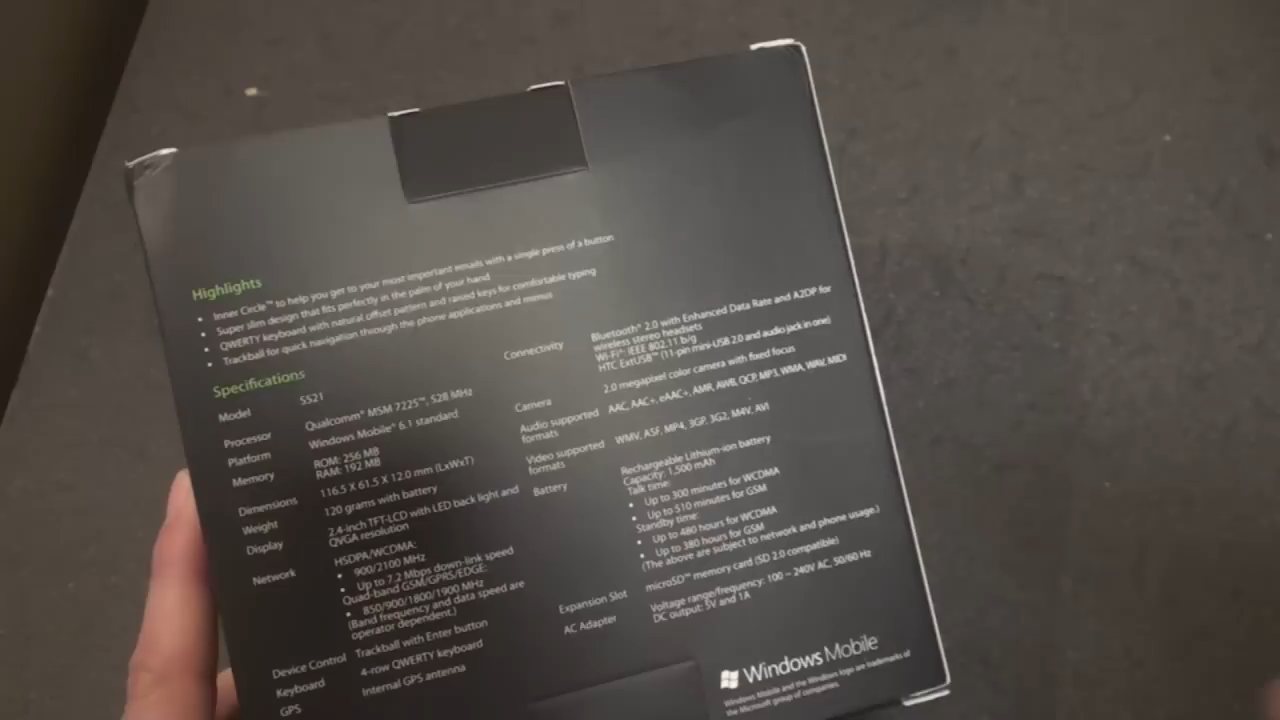 Highlights
• Inner Circle™ to help you get to your most important emails with a single press of a button
• Super slim design that fits perfectly in the palm of your hand
• QWERTY keyboard with natural offset pattern and raised keys for comfortable typing
• Trackball for quick navigation through the phone applications and menus
Specifications
Model S521
Processor Qualcomm® MSM 7225™, 528 MHz
Platform Windows Mobile® 6.1 standard
Memory ROM: 256 MB
RAM: 192 MB
Dimensions 116.5 X 61.5 X 12.0 mm (LxWxT)
Weight 120 grams with battery
Display 2.4-inch TFT-LCD with LED back light and
QVGA resolution
Network HSDPA/WCDMA:
• 900/2100 MHz
• Up to 7.2 Mbps down-link speed
Quad-band GSM/GPRS/EDGE:
• 850/900/1800/1900 MHz
(Band frequency and data speed are
operator dependent.)
Device Control Trackball with Enter button
Keyboard 4-row QWERTY keyboard
GPS Internal GPS antenna
Connectivity Bluetooth® 2.0 with Enhanced Data Rate and A2DP for
wireless stereo headsets
Wi-Fi®: IEEE 802.11 b/g
HTC ExtUSB™ (11-pin mini-USB 2.0 and audio jack in one)
Camera 2.0 megapixel color camera with fixed focus
Audio supported
formats AAC, AAC+, eAAC+, AMR, AWB, QCP, MP3, WMA, WAV, MIDI
Video supported
formats WMV, ASF, MP4, 3GP, 3G2, M4V, AVI
Battery Rechargeable Lithium-ion battery
Capacity: 1,500 mAh
Talk time:
• Up to 300 minutes for WCDMA
• Up to 510 minutes for GSM
Standby time:
• Up to 480 hours for WCDMA
• Up to 380 hours for GSM
(The above are subject to network and phone usage.)
Expansion Slot microSD™ memory card (SD 2.0 compatible)
AC Adapter Voltage range/frequency: 100 ~ 240V AC, 50/60 Hz
DC output: 5V and 1A
Windows Mobile
Windows Mobile and the Windows logo are trademarks of
the Microsoft group of companies.